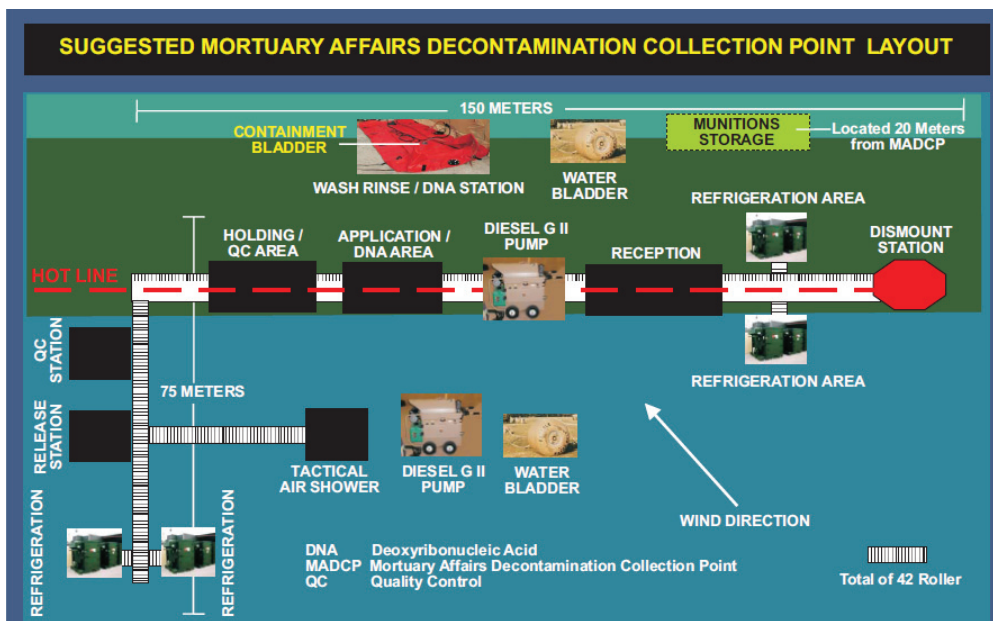 SUGGESTED MORTUARY AFFAIRS DECONTAMINATION COLLECTION POINT LAYOUT
150 METERS
CONTAINMENT
BLADDER
MUNITIONS
STORAGE
Located 20 Meters
from MADCP
WASH RINSE / DNA STATION
WATER
BLADDER
REFRIGERATION AREA
HOLDING /
QC AREA
APPLICATION /
DNA AREA
DIESEL G II
PUMP
RECEPTION
DISMOUNT
STATION
HOT LINE
QC
STATION
REFRIGERATION AREA
75 METERS
RELEASE
STATION
TACTICAL
AIR SHOWER
DIESEL G II
PUMP
WATER
BLADDER
WIND DIRECTION
REFRIGERATION
REFRIGERATION
DNA Deoxyribonucleic Acid
MADCP Mortuary Affairs Decontamination Collection Point
QC Quality Control
Total of 42 Roller